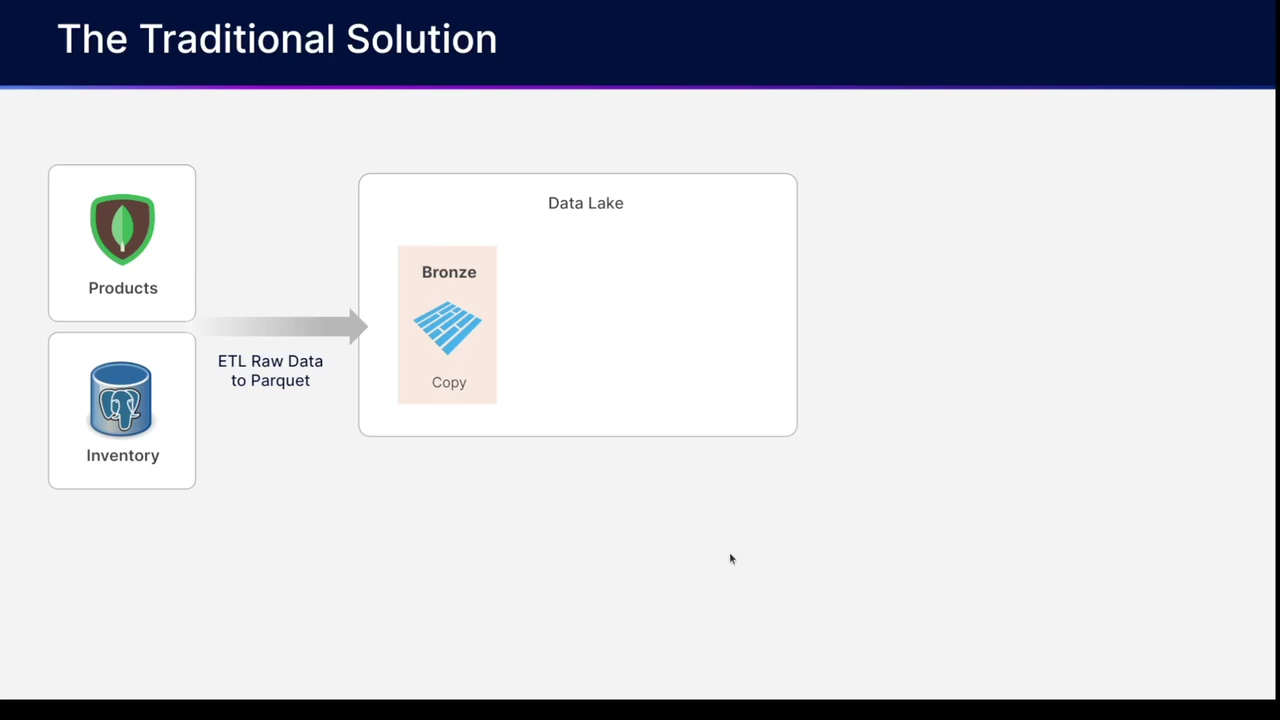 The Traditional Solution
Products
Inventory
ETL Raw Data
to Parquet
Data Lake
Bronze
Copy